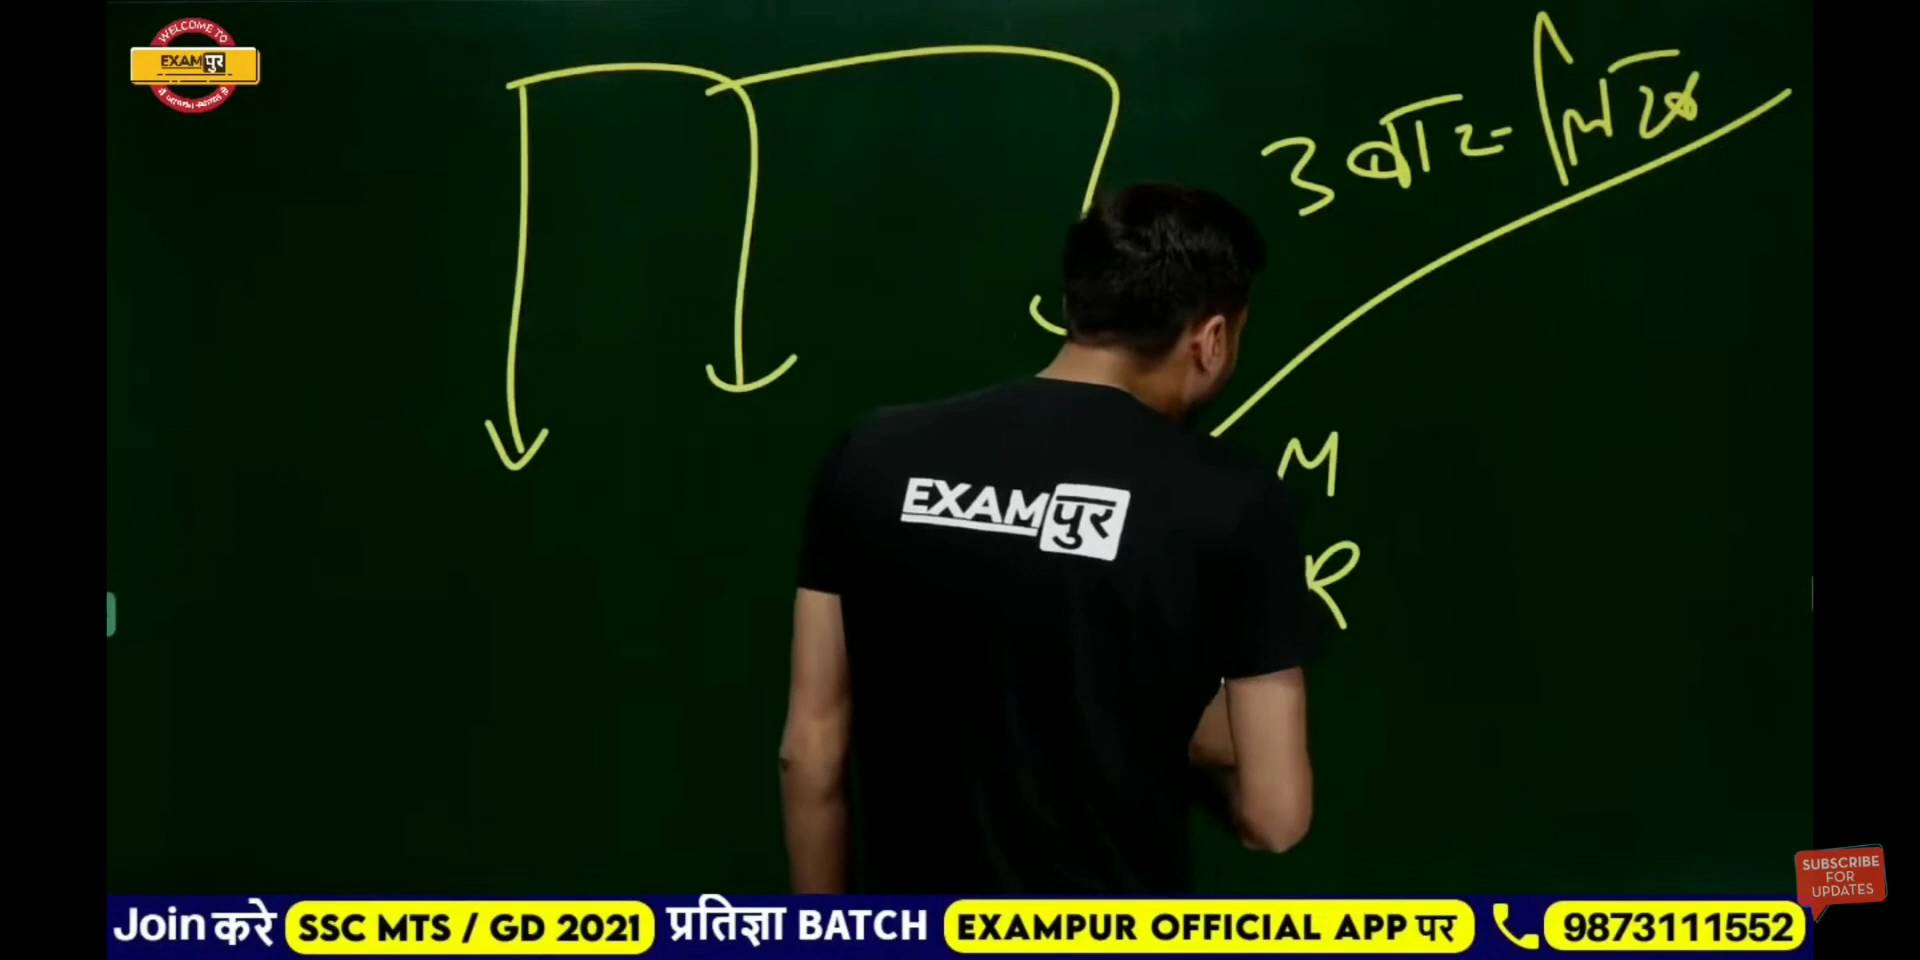 WELCOME TO
EXAMपुर
3 बार =
M
R
EXAMपुर
SUBSCRIBE
FOR
UPDATES
Join करे SSC MTS / GD 2021 प्रतिज्ञा BATCH EXAMPUR OFFICIAL APP पर 9873111552